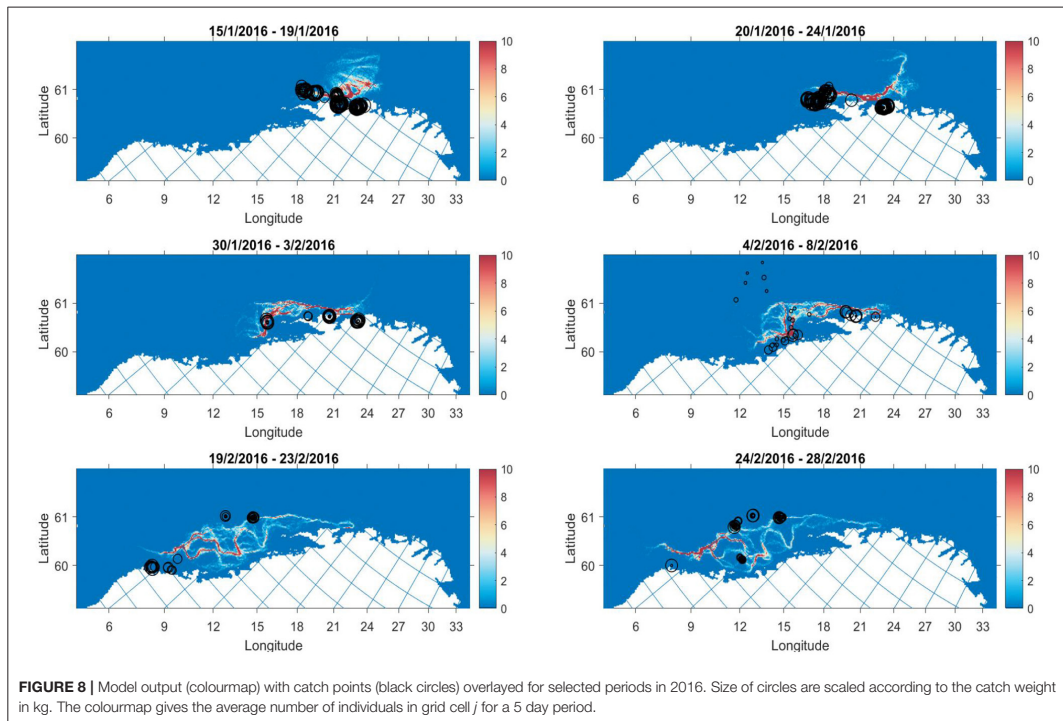 15/1/2016 - 19/1/2016
10
8
6
4
2
0
61
60
Latitude
6 9 12 15 18 21 24 27 30 33
Longitude
20/1/2016 - 24/1/2016
10
8
6
4
2
0
61
60
Latitude
6 9 12 15 18 21 24 27 30 33
Longitude
30/1/2016 - 3/2/2016
10
8
6
4
2
0
61
60
Latitude
6 9 12 15 18 21 24 27 30 33
Longitude
4/2/2016 - 8/2/2016
10
8
6
4
2
0
61
60
Latitude
6 9 12 15 18 21 24 27 30 33
Longitude
19/2/2016 - 23/2/2016
10
8
6
4
2
0
61
60
Latitude
6 9 12 15 18 21 24 27 30 33
Longitude
24/2/2016 - 28/2/2016
10
8
6
4
2
0
61
60
Latitude
6 9 12 15 18 21 24 27 30 33
Longitude
FIGURE 8 | Model output (colourmap) with catch points (black circles) overlayed for selected periods in 2016. Size of circles are scaled according to the catch weight
in kg. The colourmap gives the average number of individuals in grid cell j for a 5 day period.